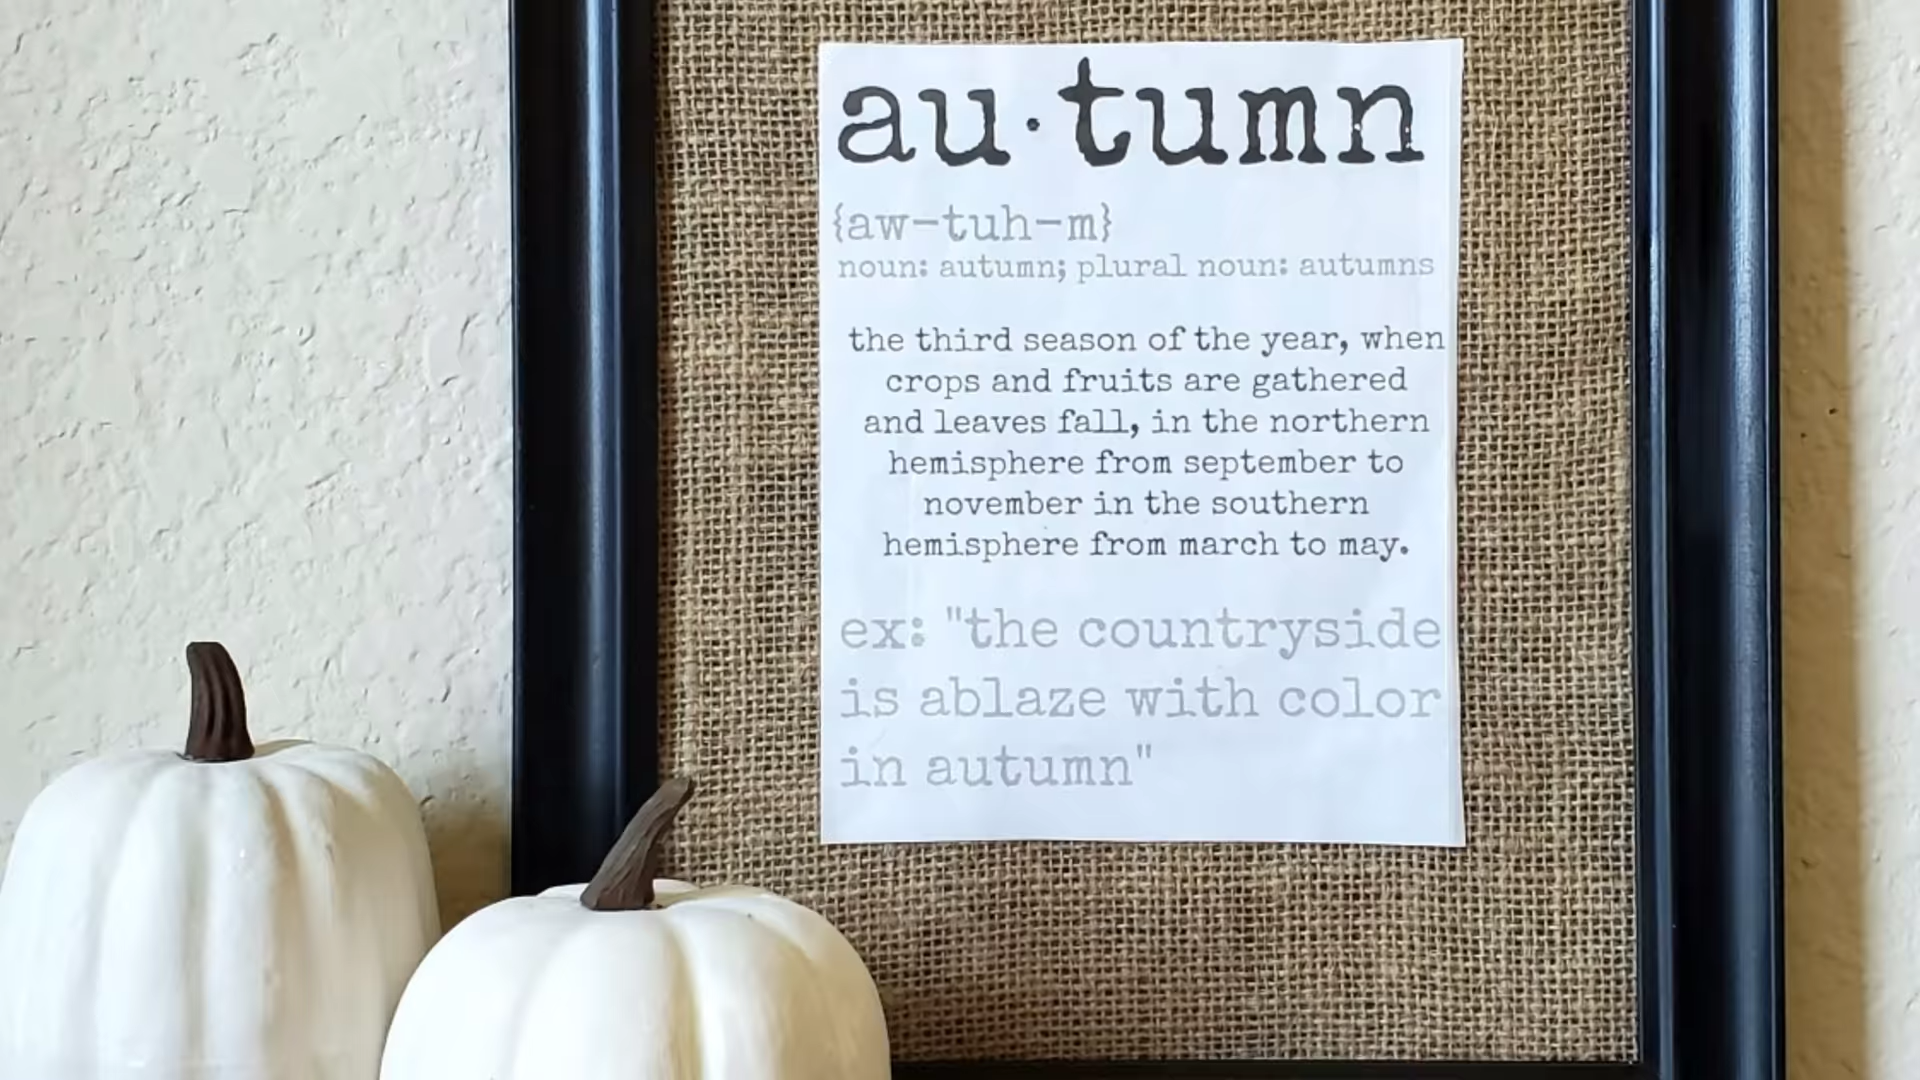 au·tumn
{aw-tuh-m}
noun: autumn; plural noun: autumns
the third season of the year, when
crops and fruits are gathered
and leaves fall, in the northern
hemisphere from september to
november in the southern
hemisphere from march to may.
ex: "the countryside
is ablaze with color
in autumn"